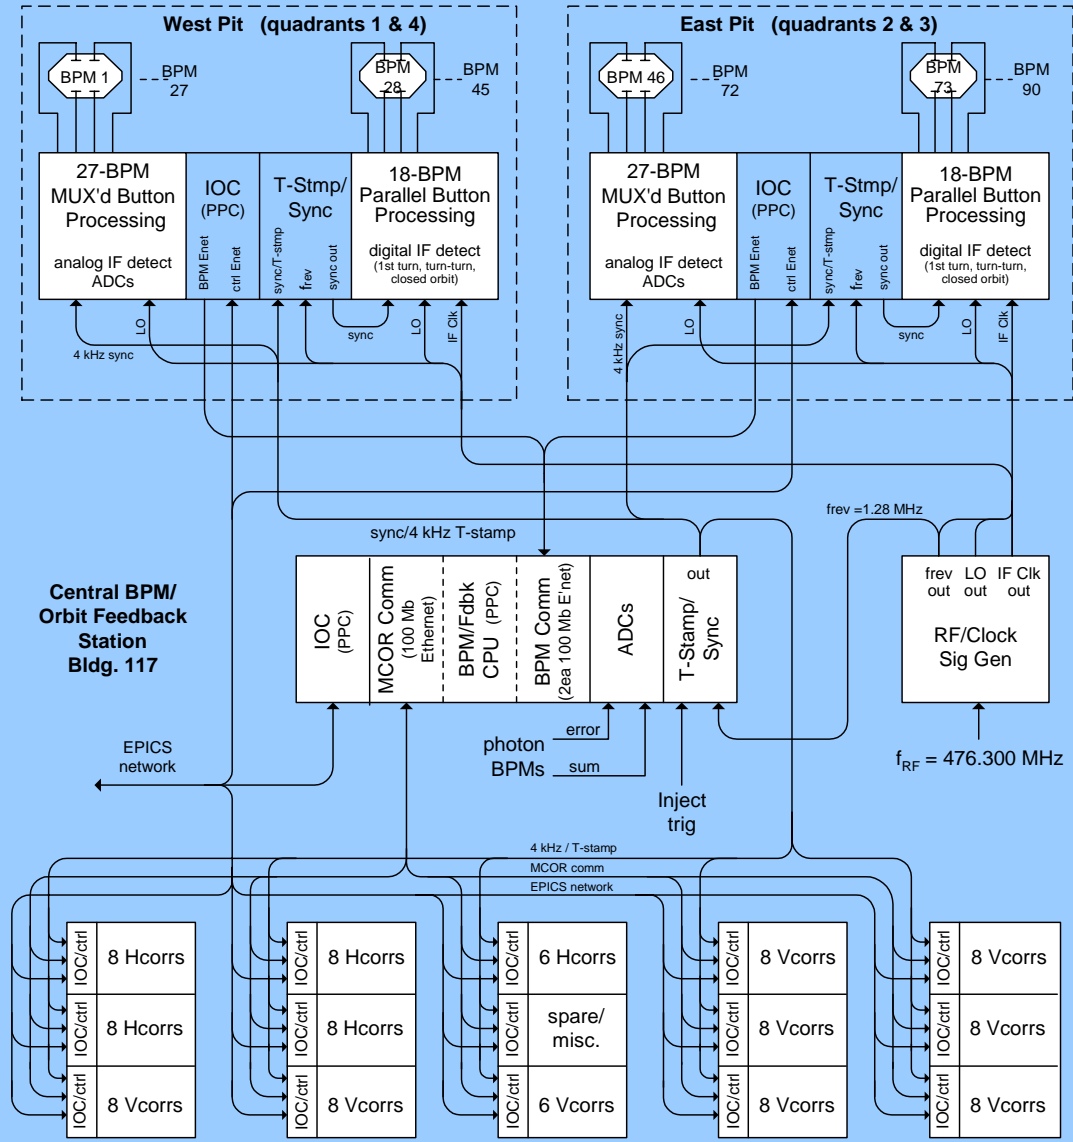 West Pit (quadrants 1 & 4)
BPM 1
BPM
27
BPM
28
BPM
45
27-BPM
MUX'd Button
Processing
analog IF detect
ADCs
IOC
(PPC)
BPM Enet
ctrl Enet
T-Stmp/
Sync
sync/T-stmp
frev
sync out
18-BPM
Parallel Button
Processing
digital IF detect
(1st turn, turn-turn,
closed orbit)
4 kHz sync
LO
sync
LO
IF Clk
East Pit (quadrants 2 & 3)
BPM 46
BPM
72
BPM
73
BPM
90
27-BPM
MUX'd Button
Processing
analog IF detect
ADCs
IOC
(PPC)
BPM Enet
ctrl Enet
T-Stmp/
Sync
sync/T-stmp
frev
sync out
18-BPM
Parallel Button
Processing
digital IF detect
(1st turn, turn-turn,
closed orbit)
4 kHz sync
LO
sync
LO
IF Clk
sync/4 kHz T-stamp
frev =1.28 MHz
Central BPM/
Orbit Feedback
Station
Bldg. 117
IOC
(PPC)
MCOR Comm
(100 Mb
Ethernet)
BPM/Fdbk
CPU (PPC)
BPM Comm
(2ea 100 Mb E'net)
ADCs
out
T-Stamp/
Sync
frev
out
LO
out
IF Clk
out
RF/Clock
Sig Gen
EPICS
network
photon
BPMs
error
sum
Inject
trig
fRF = 476.300 MHz
4 kHz / T-stamp
MCOR comm
EPICS network
IOC/ctrl
8 Hcorrs
IOC/ctrl
8 Hcorrs
IOC/ctrl
8 Vcorrs
IOC/ctrl
8 Hcorrs
IOC/ctrl
8 Hcorrs
IOC/ctrl
8 Vcorrs
IOC/ctrl
6 Hcorrs
IOC/ctrl
spare/
misc.
IOC/ctrl
6 Vcorrs
IOC/ctrl
8 Vcorrs
IOC/ctrl
8 Vcorrs
IOC/ctrl
8 Vcorrs
IOC/ctrl
8 Vcorrs
IOC/ctrl
8 Vcorrs
IOC/ctrl
8 Vcorrs